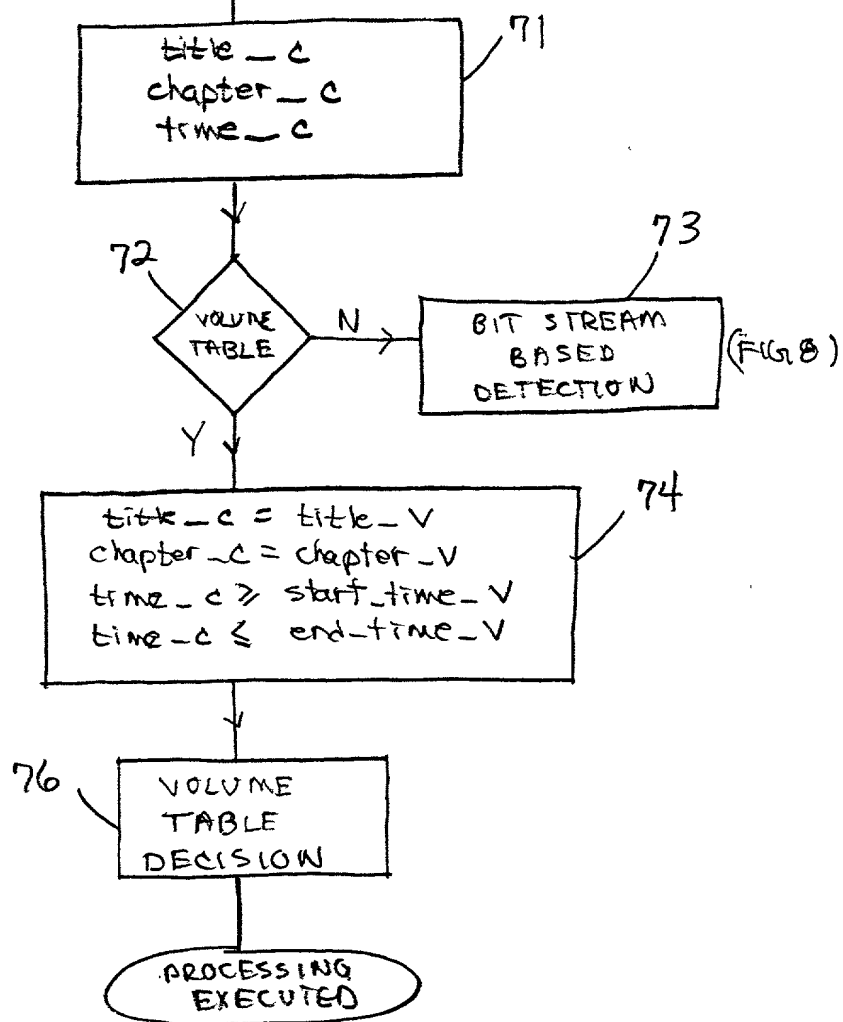 71
title_c
chapter_c
time_c
72
73
VOLUME
TABLE
N
BIT STREAM
BASED
DETECTION
(FIG 8)
Y
74
title_c = title_V
chapter_c = chapter_V
time_c ≥ start_time_V
time_c ≤ end_time_V
76
VOLUME
TABLE
DECISION
PROCESSING
EXECUTED